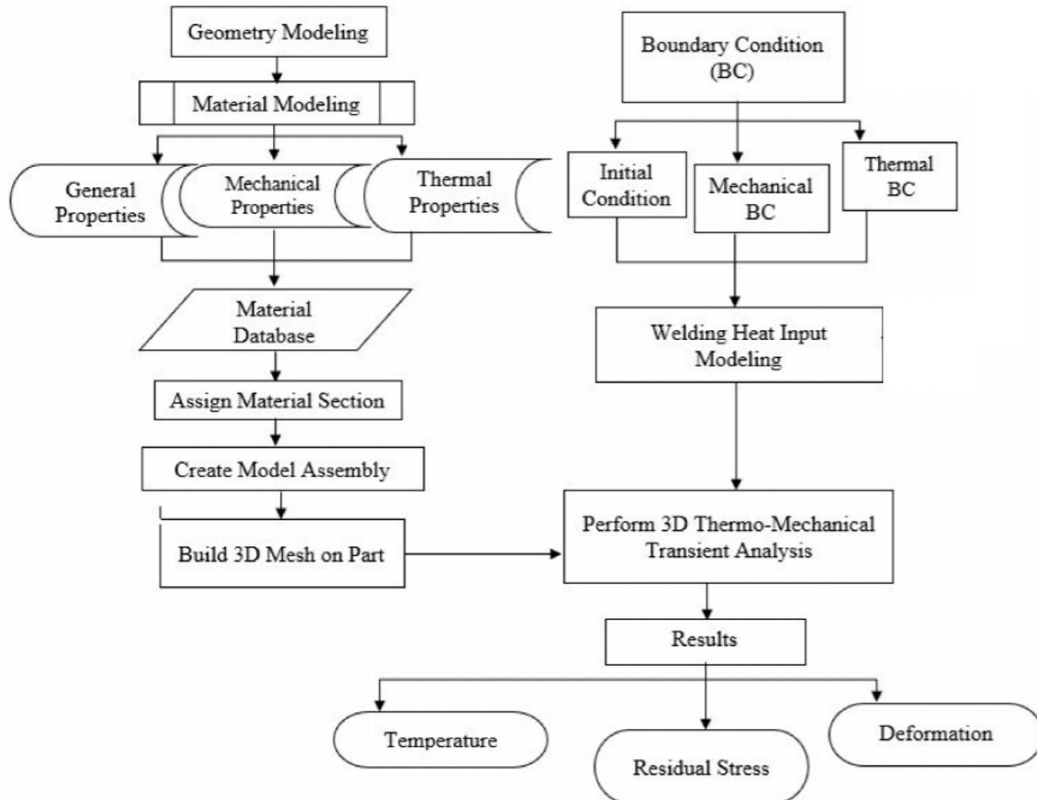 Geometry Modeling
Material Modeling
General
Properties
Mechanical
Properties
Thermal
Properties
Material
Database
Assign Material Section
Create Model Assembly
Build 3D Mesh on Part
Boundary Condition
(BC)
Initial
Condition
Mechanical
BC
Thermal
BC
Welding Heat Input
Modeling
Perform 3D Thermo-Mechanical
Transient Analysis
Results
Temperature
Residual Stress
Deformation